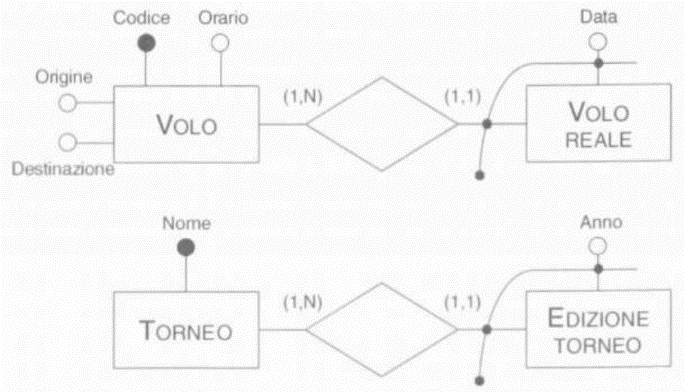 Codice Orario
Data
Origine
(1,N)
(1,1)
VOLO
VOLO
REALE
Destinazione
Nome
Anno
(1,N)
(1,1)
TORNEO
EDIZIONE
TORNEO